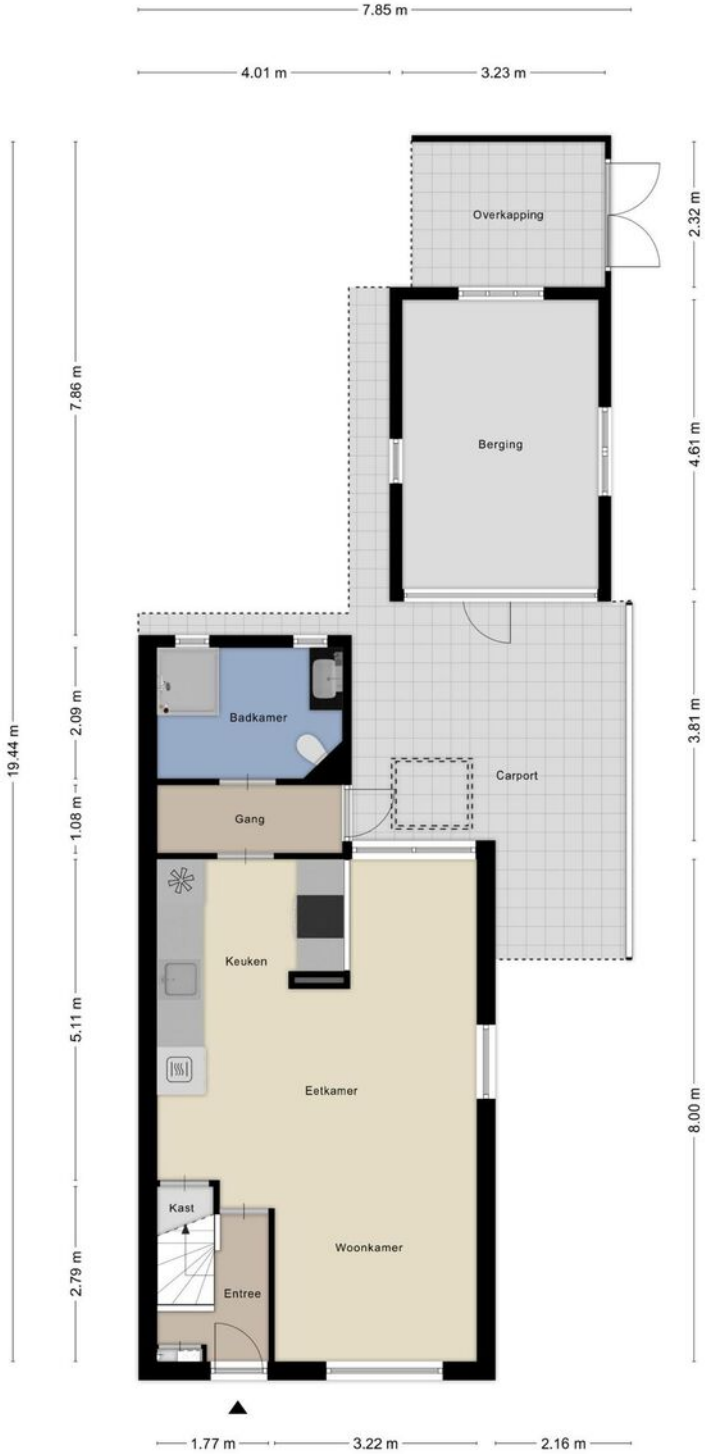 7.85 m
4.01 m
3.23 m
Overkapping
2.32 m
7.86 m
Berging
4.61 m
19.44 m
2.09 m
Badkamer
3.81 m
Carport
1.08 m
Gang
Keuken
5.11 m
Eetkamer
8.00 m
Kast
Woonkamer
2.79 m
Entree
1.77 m
3.22 m
2.16 m